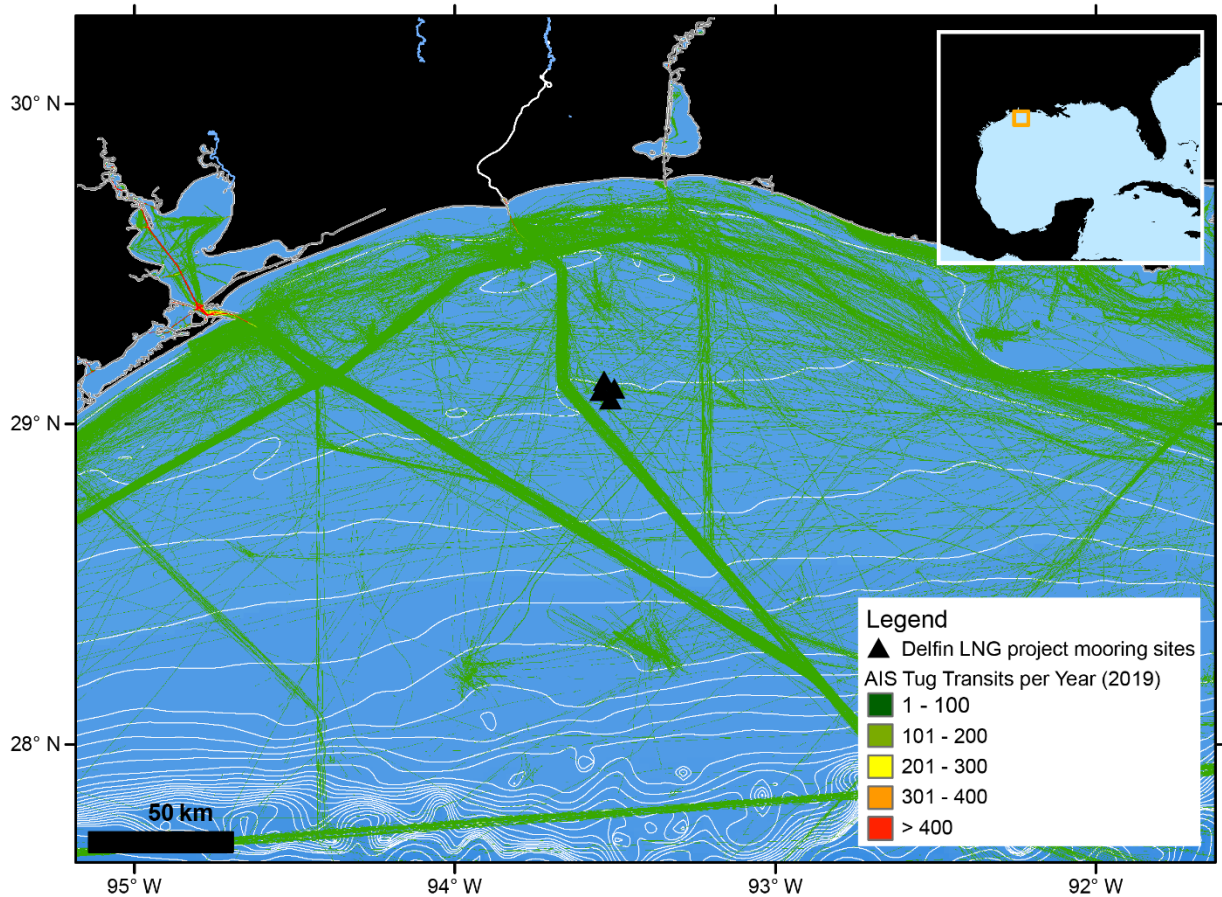 30° N
29° N
28° N
50 km
95° W
94° W
93° W
92° W
Legend
Delfin LNG project mooring sites
AIS Tug Transits per Year (2019)
1 - 100
101 - 200
201 - 300
301 - 400
> 400